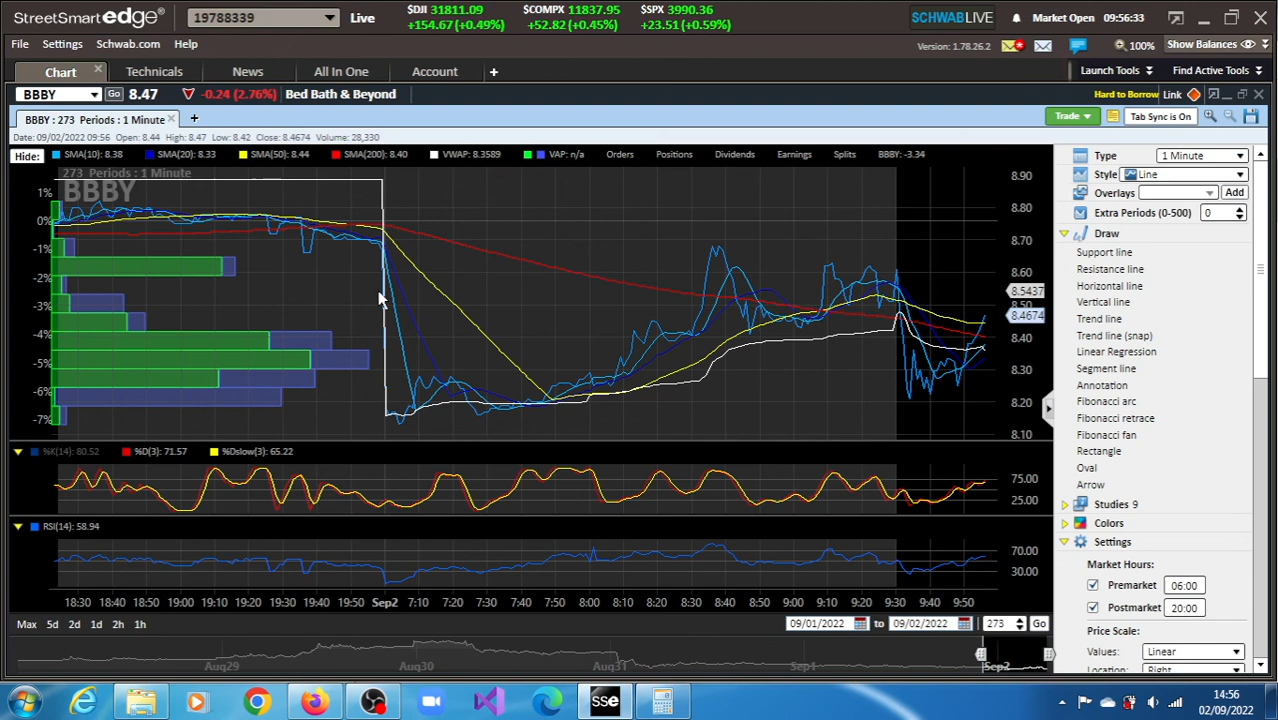 StreetSmart edge® 19788339 Live $DJI 31811.09 +154.67 (+0.49%) $COMPX 11837.95 +52.82 (+0.45%) $SPX 3990.36 +23.51 (+0.59%) SCHWABLIVE Market Open 09:56:33
File Settings Schwab.com Help Version: 1.78.26.2 100% Show Balances
Chart Technicals News All In One Account + Launch Tools Find Active Tools
BBBY Go 8.47 -0.24 (2.76%) Bed Bath & Beyond Hard to Borrow Link
BBBY : 273 Periods : 1 Minute + Trade Tab Sync is On
Date: 09/02/2022 09:56 Open: 8.44 High: 8.47 Low: 8.42 Close: 8.4674 Volume: 28,330
Hide: SMA(10): 8.38 SMA(20): 8.33 SMA(50): 8.44 SMA(200): 8.40 VWAP: 8.3589 VAP: n/a Orders Positions Dividends Earnings Splits BBBY: -3.34
273 Periods : 1 Minute
BBBY
1%
0%
-1%
-2%
-3%
-4%
-5%
-6%
-7%
8.90
8.80
8.70
8.60
8.5437
8.50
8.4674
8.40
8.30
8.20
8.10
%K(14): 80.52 %D(3): 71.57 %Dslow(3): 65.22
75.00
25.00
RSI(14): 58.94
70.00
30.00
18:30 18:40 18:50 19:00 19:10 19:20 19:30 19:40 19:50 Sep2 7:10 7:20 7:30 7:40 7:50 8:00 8:10 8:20 8:30 8:40 8:50 9:00 9:10 9:20 9:30 9:40 9:50
Max 5d 2d 1d 2h 1h 09/01/2022 to 09/02/2022 273 Go
Aug29 Aug30 Aug31 Sep1 Sep2
Type 1 Minute
Style Line
Overlays Add
Extra Periods (0-500) 0
Draw
Support line
Resistance line
Horizontal line
Vertical line
Trend line
Trend line (snap)
Linear Regression
Segment line
Annotation
Fibonacci arc
Fibonacci retrace
Fibonacci fan
Rectangle
Oval
Arrow
Studies 9
Colors
Settings
Market Hours:
Premarket 06:00
Postmarket 20:00
Price Scale:
Values: Linear
Location: Right
sse
14:56
02/09/2022